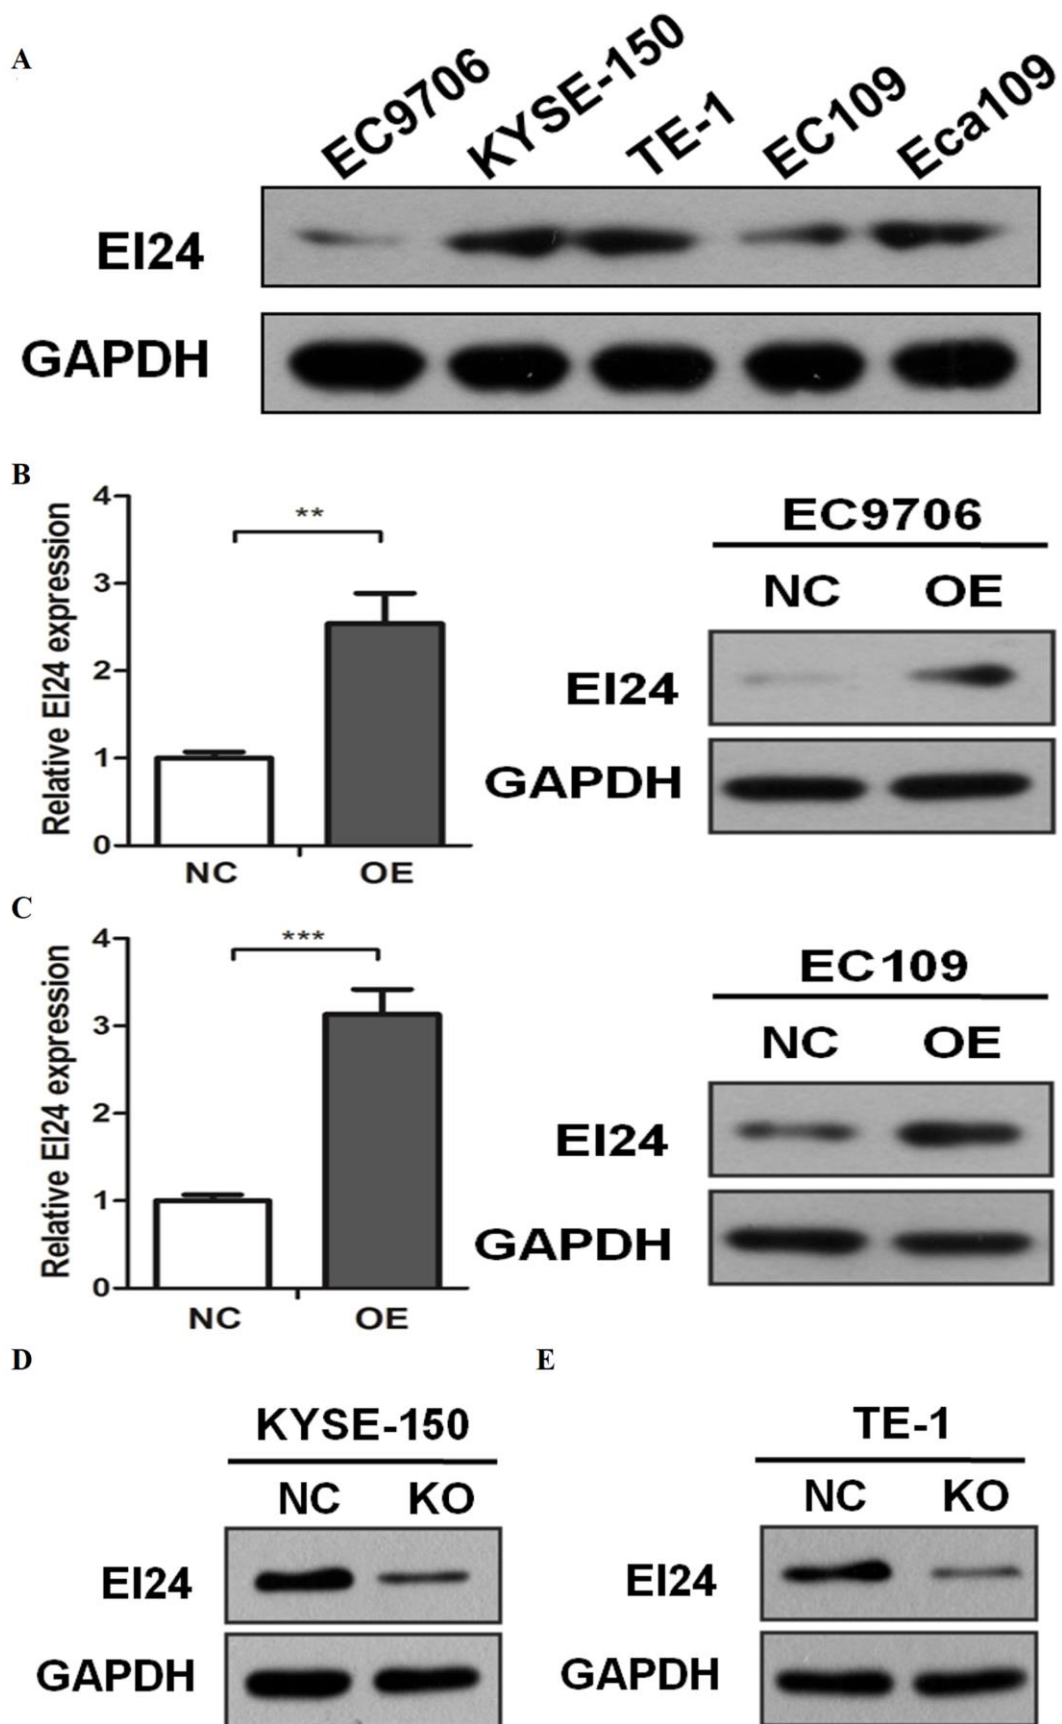 A
EC9706 KYSE-150 TE-1 EC109 Eca109
EI24
GAPDH
B
Relative EI24 expression
4
3
2
1
0
**
NC OE
EC9706
NC OE
EI24
GAPDH
C
Relative EI24 expression
4
3
2
1
0
***
NC OE
EC109
NC OE
EI24
GAPDH
D
KYSE-150
NC KO
EI24
GAPDH
E
TE-1
NC KO
EI24
GAPDH